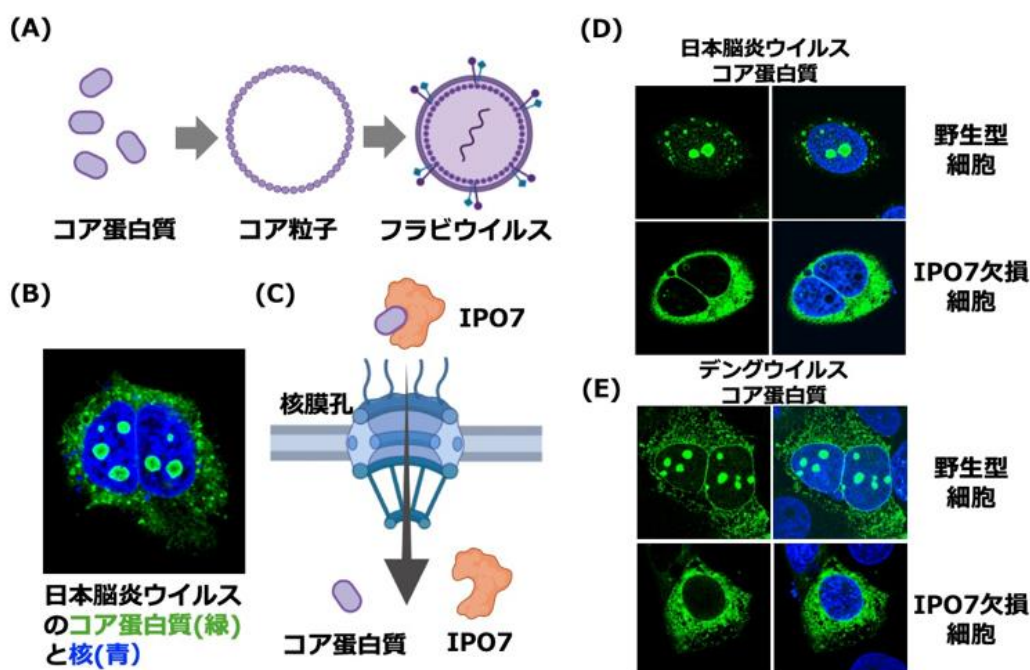 (A)
コア蛋白質
コア粒子
フラビウイルス
(B)
日本脳炎ウイルス
のコア蛋白質(緑)
と核(青)
(C)
IPO7
核膜孔
コア蛋白質
IPO7
(D)
日本脳炎ウイルス
コア蛋白質
野生型
細胞
IPO7欠損
細胞
(E)
デングウイルス
コア蛋白質
野生型
細胞
IPO7欠損
細胞